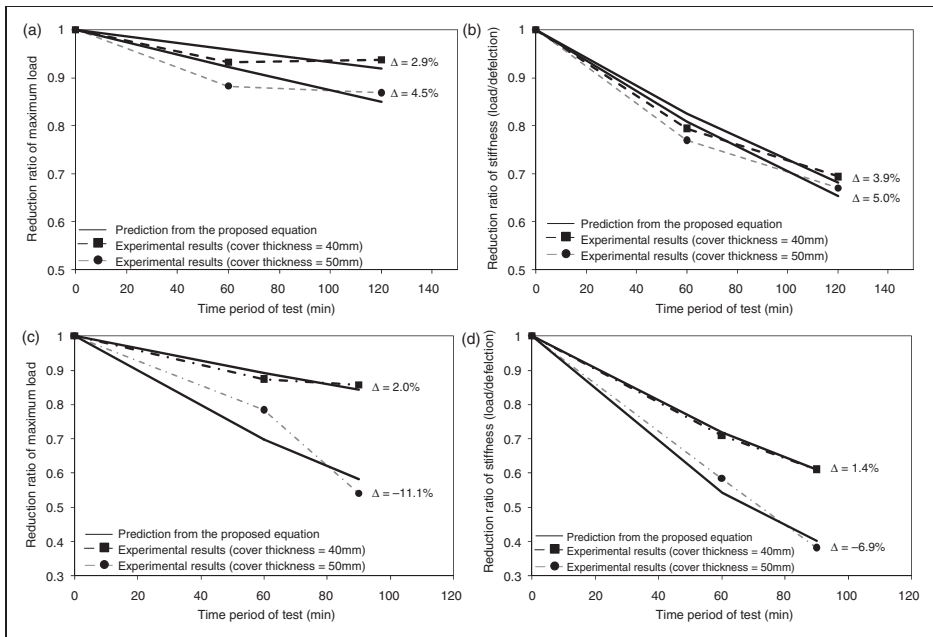 (a)
Reduction ratio of maximum load
1
0.9
0.8
0.7
0.6
0.5
Δ = 2.9%
Δ = 4.5%
Prediction from the proposed equation
Experimental results (cover thickness = 40mm)
Experimental results (cover thickness = 50mm)
0 20 40 60 80 100 120 140
Time period of test (min)
(b)
Reduction ratio of stiffness (load/defelction)
1
0.9
0.8
0.7
0.6
0.5
Δ = 3.9%
Δ = 5.0%
Prediction from the proposed equation
Experimental results (cover thickness = 40mm)
Experimental results (cover thickness = 50mm)
0 20 40 60 80 100 120 140
Time period of test (min)
(c)
Reduction ratio of maximum load
1
0.9
0.8
0.7
0.6
0.5
0.4
0.3
Δ = 2.0%
Δ = –11.1%
Prediction from the proposed equation
Experimental results (cover thickness = 40mm)
Experimental results (cover thickness = 50mm)
0 20 40 60 80 100 120
Time period of test (min)
(d)
Reduction ratio of stiffness (load/defelction)
1
0.9
0.8
0.7
0.6
0.5
0.4
0.3
Δ = 1.4%
Δ = –6.9%
Prediction from the proposed equation
Experimental results (cover thickness = 40mm)
Experimental results (cover thickness = 50mm)
0 20 40 60 80 100 120
Time period of test (min)